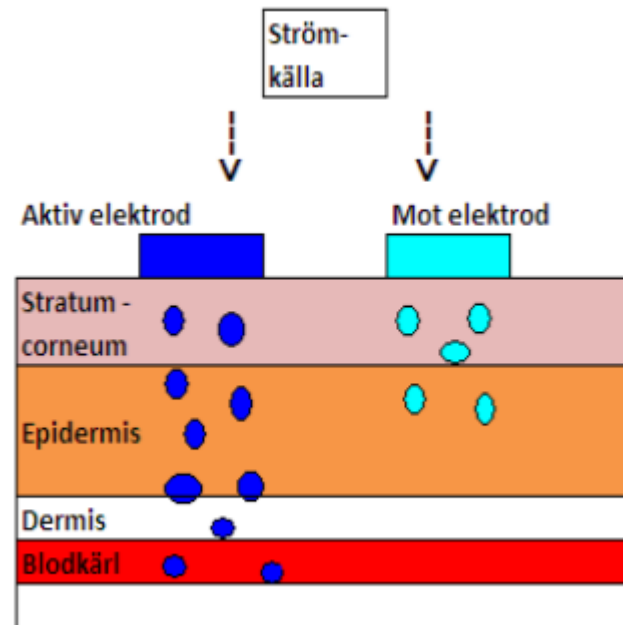 Ström-
källa
Aktiv elektrod
Mot elektrod
Stratum -
corneum
Epidermis
Dermis
Blodkärl